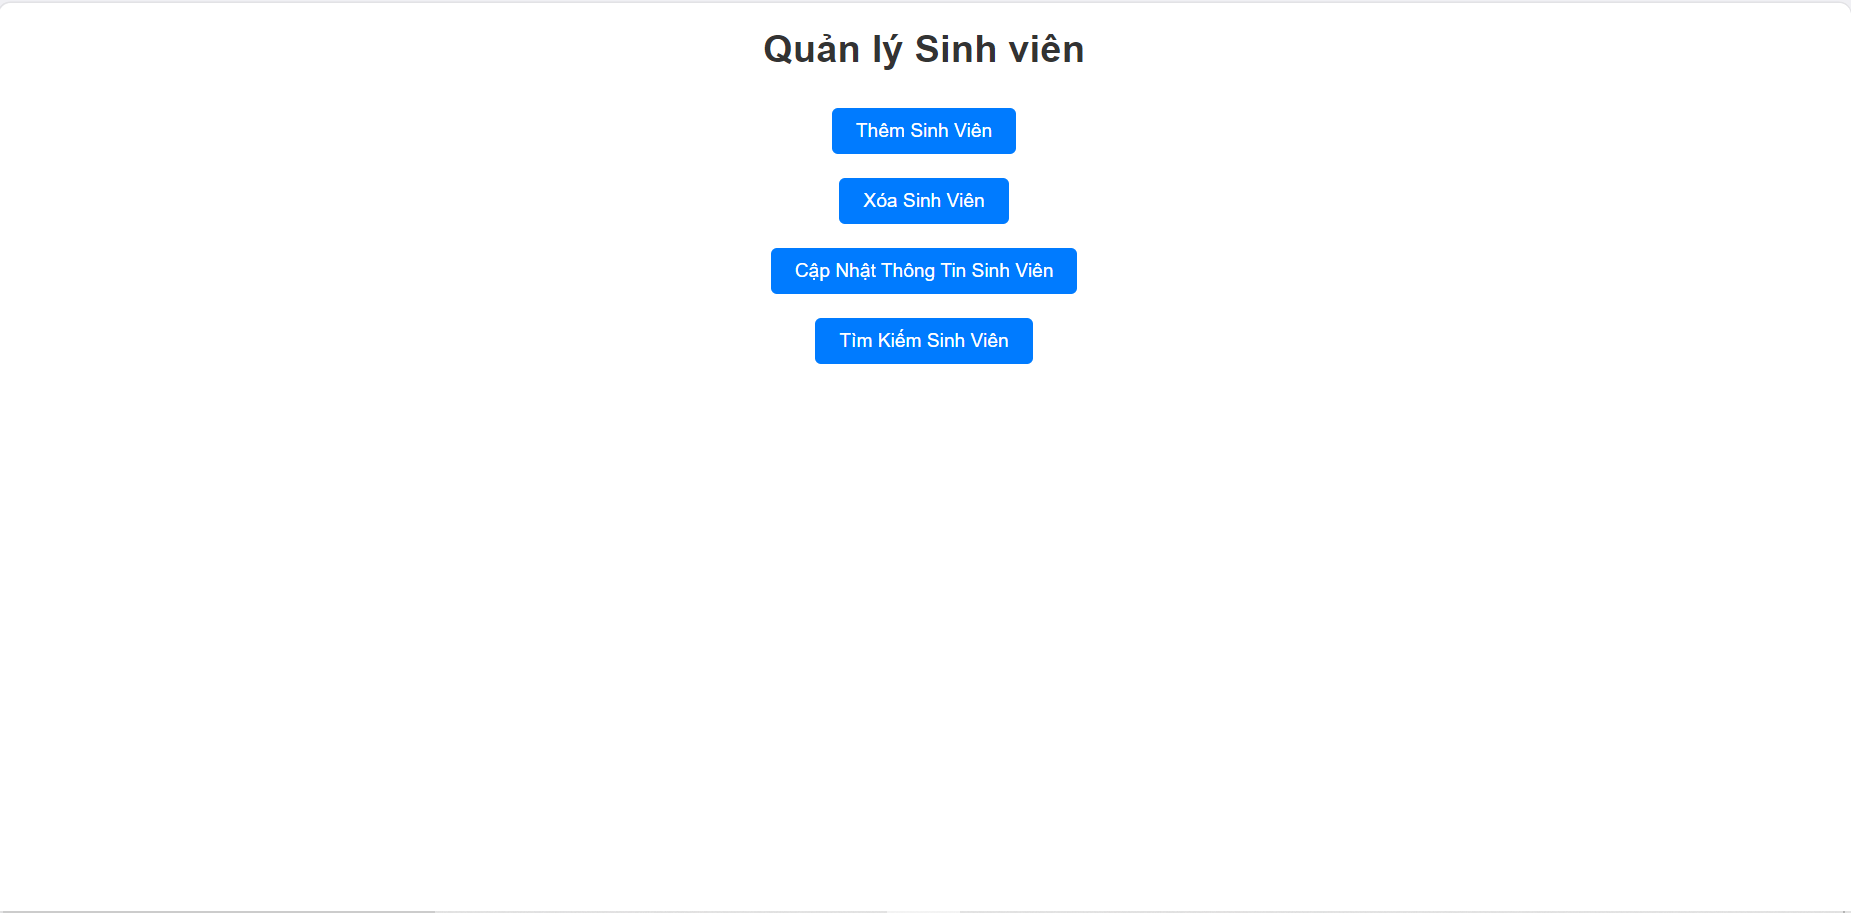 Quản lý Sinh viên
Thêm Sinh Viên
Xóa Sinh Viên
Cập Nhật Thông Tin Sinh Viên
Tìm Kiếm Sinh Viên